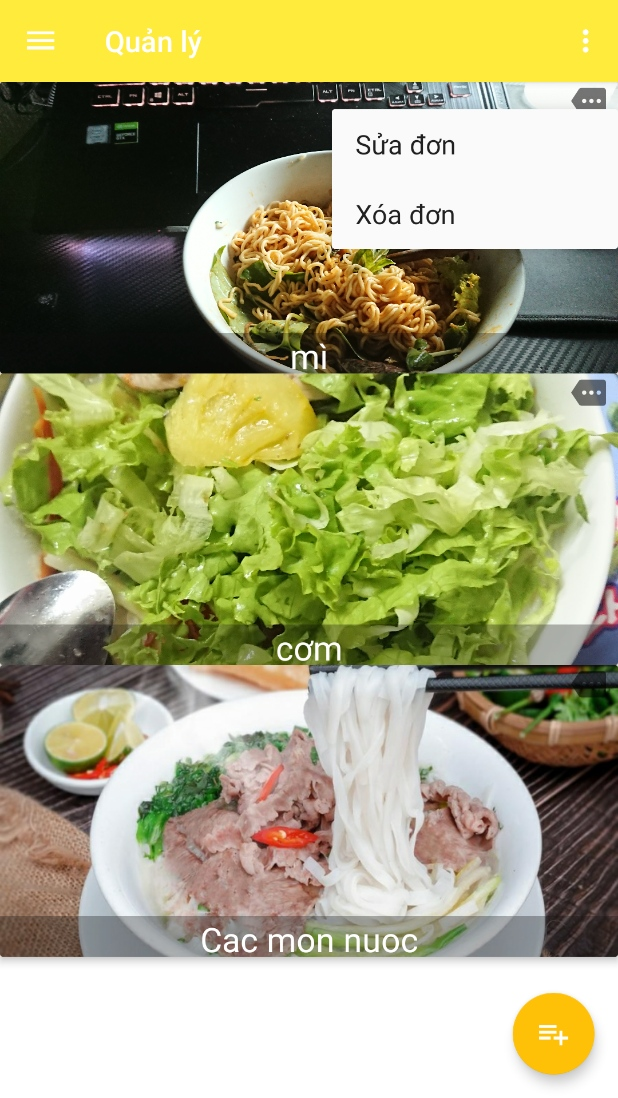 Quản lý
Sửa đơn
Xóa đơn
mì
cơm
Cac mon nuoc